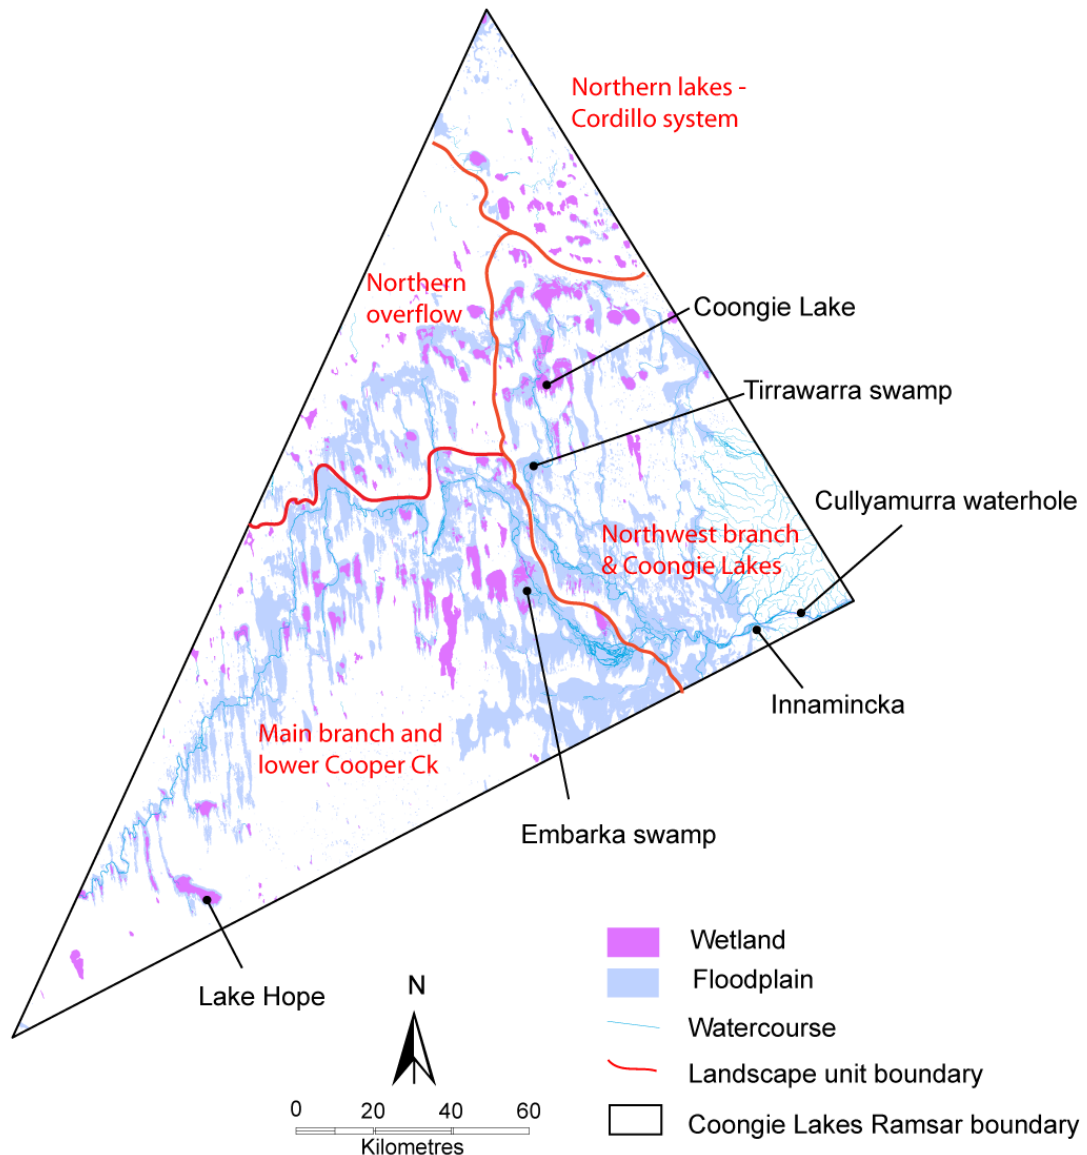 Northern lakes -
Cordillo system
Northern
overflow
Coongie Lake
Tirrawarra swamp
Cullyamurra waterhole
Northwest branch
& Coongie Lakes
Innamincka
Main branch and
lower Cooper Ck
Embarka swamp
Lake Hope
N
0 20 40 60
Kilometres
Wetland
Floodplain
Watercourse
Landscape unit boundary
Coongie Lakes Ramsar boundary